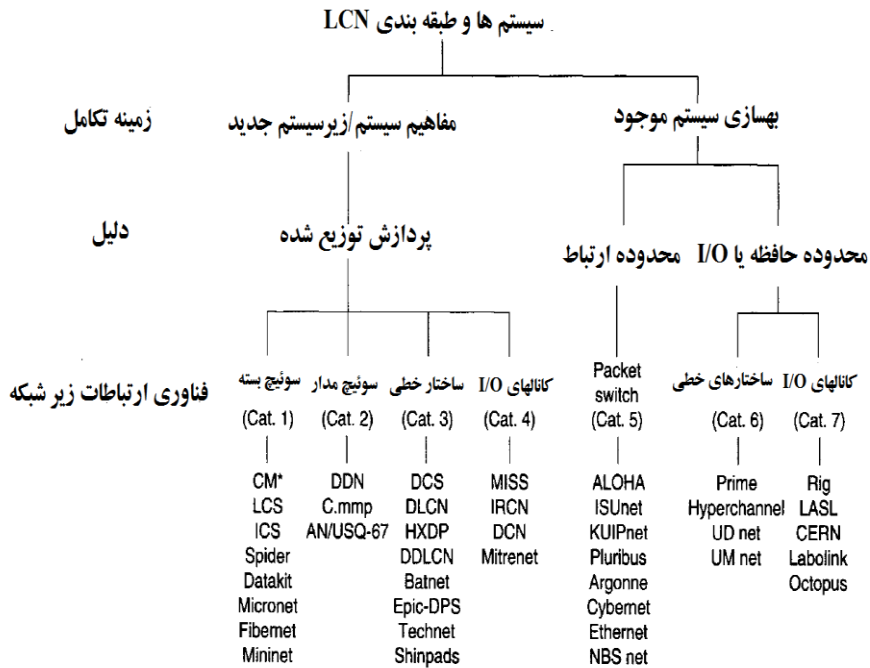 سیستم ها و طبقه بندی LCN
زمینه تکامل
مفاهیم سیستم/زیرسیستم جدید
بهسازی سیستم موجود
دلیل
پردازش توزیع شده
محدوده ارتباط
محدوده حافظه یا I/O
فناوری ارتباطات زیر شبکه
سوئیچ بسته
(Cat. 1)
CM*
LCS
ICS
Spider
Datakit
Micronet
Fibernet
Mininet
سوئیچ مدار
(Cat. 2)
DDN
C.mmp
AN/USQ-67
ساختار خطی
(Cat. 3)
DCS
DLCN
HXDP
DDLCN
Batnet
Epic-DPS
Technet
Shinpads
کانالهای I/O
(Cat. 4)
MISS
IRCN
DCN
Mitrenet
Packet
switch
(Cat. 5)
ALOHA
ISUnet
KUIPnet
Pluribus
Argonne
Cybernet
Ethernet
NBS net
ساختارهای خطی
(Cat. 6)
Prime
Hyperchannel
UD net
UM net
کانالهای I/O
(Cat. 7)
Rig
LASL
CERN
Labolink
Octopus